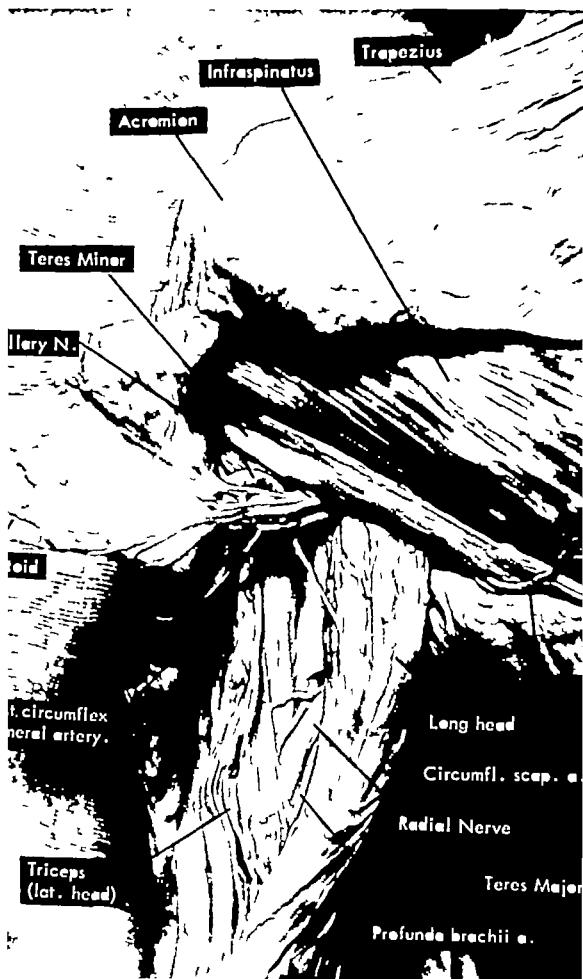 Trapezius
Infraspinatus
Acromion
Teres Minor
llary N.
oid
t. circumflex
meral artery.
Long head
Circumfl. scap. a.
Radial Nerve
Triceps
(lat. head)
Teres Major
Profunda brachii a.